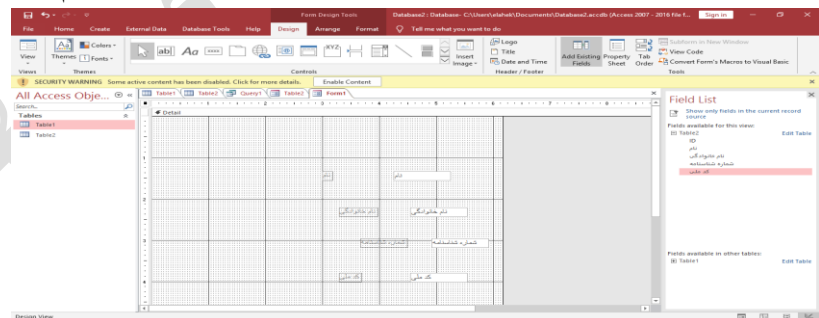 Form Design Tools
Database2 : Database- C:\Users\elahek\Documents\Database2.accdb (Access 2007 - 2016 file f...
Sign in
File Home Create External Data Database Tools Help Design Arrange Format Tell me what you want to do
View
Views
Themes
Colors
Fonts
Themes
ab|
Aa
xxxx
XYZ
Controls
Insert Image
Logo
Title
Date and Time
Header / Footer
Add Existing Fields
Property Sheet
Tab Order
Subform in New Window
View Code
Convert Form's Macros to Visual Basic
Tools
SECURITY WARNING Some active content has been disabled. Click for more details.
Enable Content
All Access Obje...
Search...
Tables
Table1
Table2
Table1 Table2 Query1 Table2 Form1
Detail
نام نام
نام خانوادگی نام خانوادگی
شماره شناسنامه شماره شناسنامه
کد ملی کد ملی
Field List
Show only fields in the current record source
Fields available for this view:
Table2 Edit Table
ID
نام
نام خانوادگی
شماره شناسنامه
کد ملی
Fields available in other tables:
Table1 Edit Table
Design View